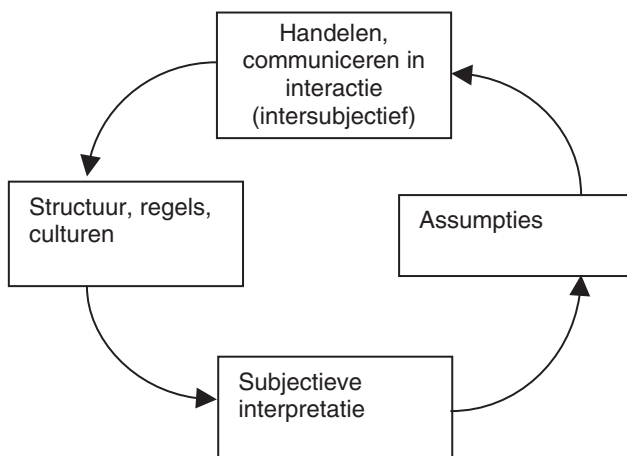 Handelen,
communiceren in
interactie
(intersubjectief)
Structuur, regels,
culturen
Assumpties
Subjectieve
interpretatie